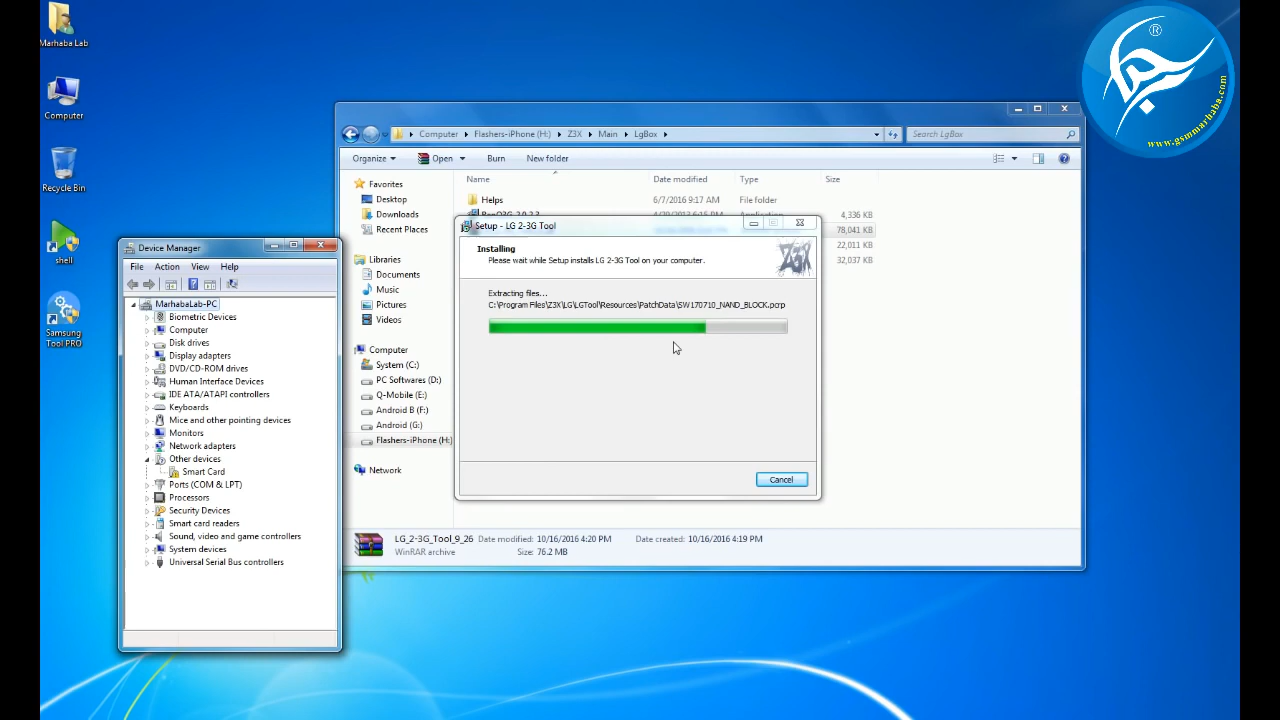 Marhaba Lab
Computer
Recycle Bin
shell
Samsung
Tool PRO
®
www.gsmmarhaba.com
Computer
Flashers-iPhone (H:)
Z3X
Main
LgBox
Search LgBox
Organize
Open
Burn
New folder
Name
Date modified
Type
Size
Favorites
Desktop
Downloads
Recent Places
Libraries
Documents
Music
Pictures
Videos
Computer
System (C:)
PC Softwares (D:)
Q-Mobile (E:)
Android B (F:)
Android (G:)
Flashers-iPhone (H:)
Network
Helps
6/7/2016 9:17 AM
File folder
4,336 KB
78,041 KB
22,011 KB
32,037 KB
Setup - LG 2-3G Tool
Installing
Please wait while Setup installs LG 2-3G Tool on your computer.
Z3X
Extracting files...
C:\Program Files\Z3X\LG\LGTool\Resources\PatchData\SW170710_NAND_BLOCK.pcrp
Cancel
LG_2-3G_Tool_9_26
Date modified: 10/16/2016 4:20 PM
Date created: 10/16/2016 4:19 PM
WinRAR archive
Size: 76.2 MB
Device Manager
File
Action
View
Help
MarhabaLab-PC
Biometric Devices
Computer
Disk drives
Display adapters
DVD/CD-ROM drives
Human Interface Devices
IDE ATA/ATAPI controllers
Keyboards
Mice and other pointing devices
Monitors
Network adapters
Other devices
Smart Card
Ports (COM & LPT)
Processors
Security Devices
Smart card readers
Sound, video and game controllers
System devices
Universal Serial Bus controllers